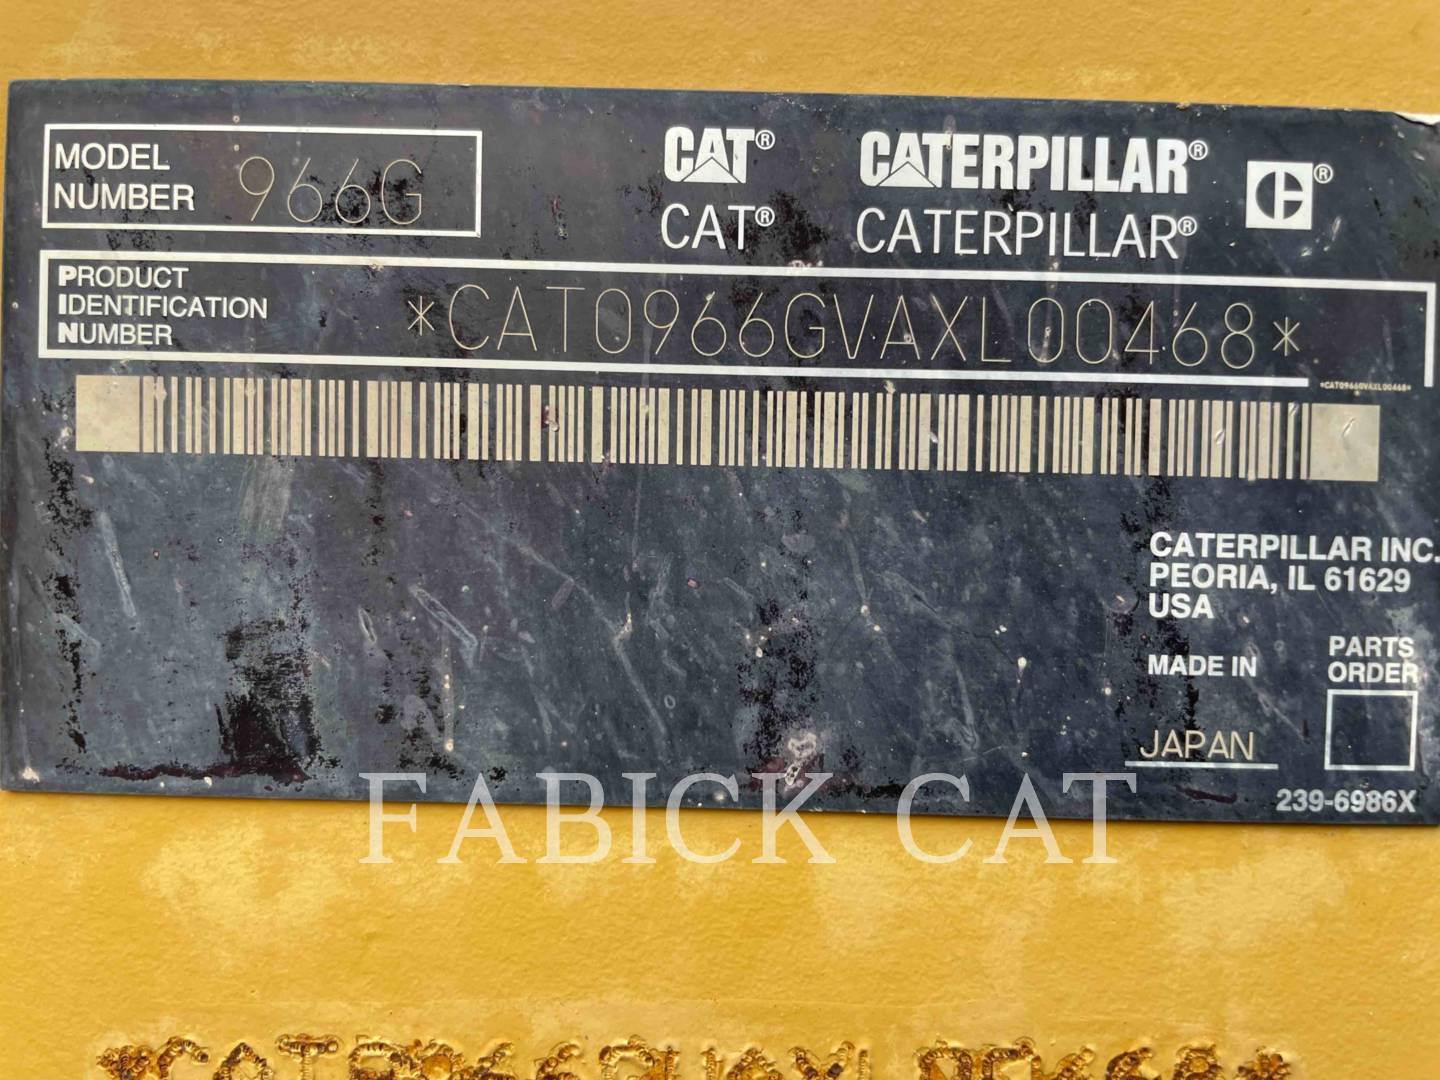 MODEL
NUMBER 966G
CAT® CATERPILLAR®
CAT® CATERPILLAR®
C ®
PRODUCT
IDENTIFICATION
NUMBER
*CAT0966GVAXL00468*
*CAT0966GVAXL00468*
CATERPILLAR INC.
PEORIA, IL 61629
USA
MADE IN
JAPAN
PARTS
ORDER
239-6986X
FABICK CAT